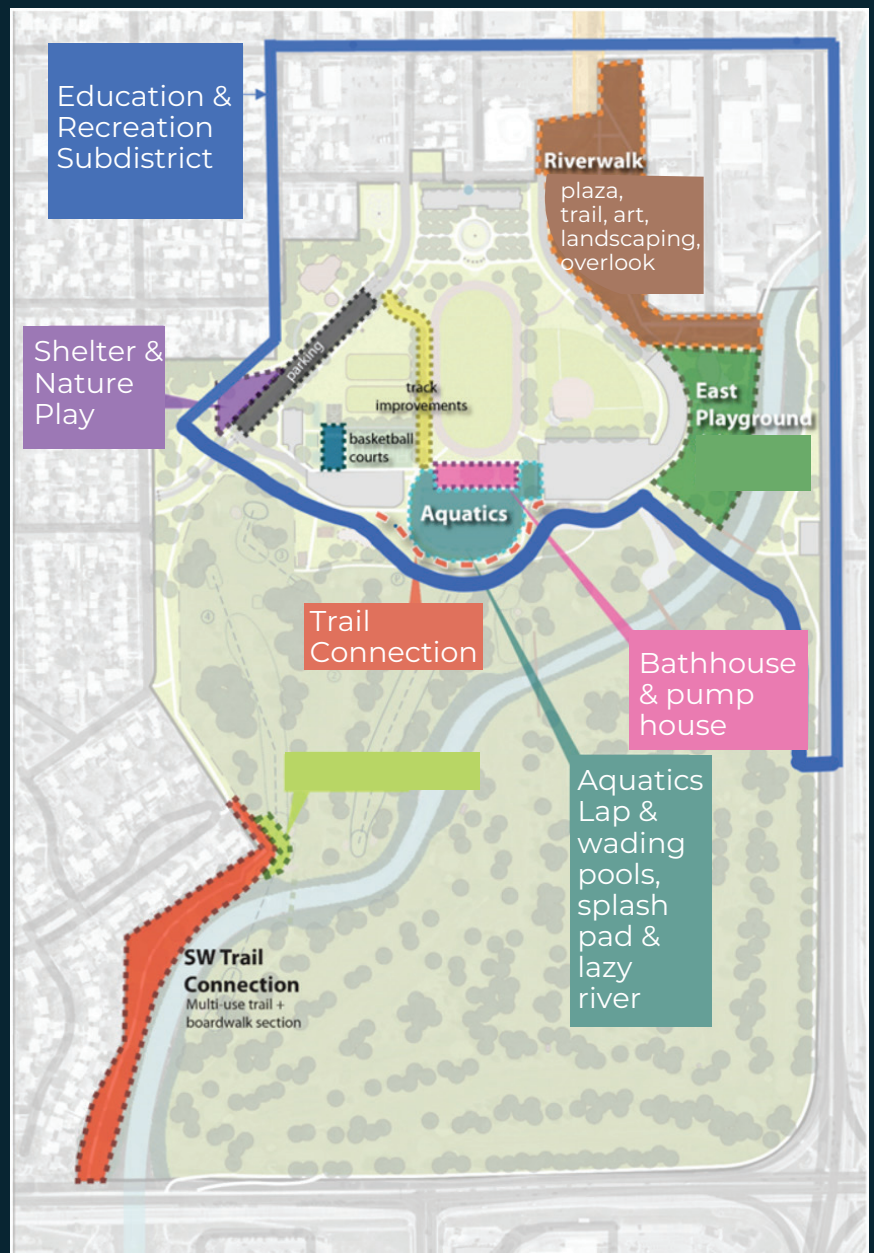 Education &
Recreation
Subdistrict
Riverwalk
plaza,
trail, art,
landscaping,
overlook
Shelter &
Nature
Play
parking
track
improvements
East
Playground
basketball
courts
Aquatics
Trail
Connection
Bathhouse
& pump
house
Aquatics
Lap &
wading
pools,
splash
pad &
lazy
river
SW Trail
Connection
Multi-use trail +
boardwalk section